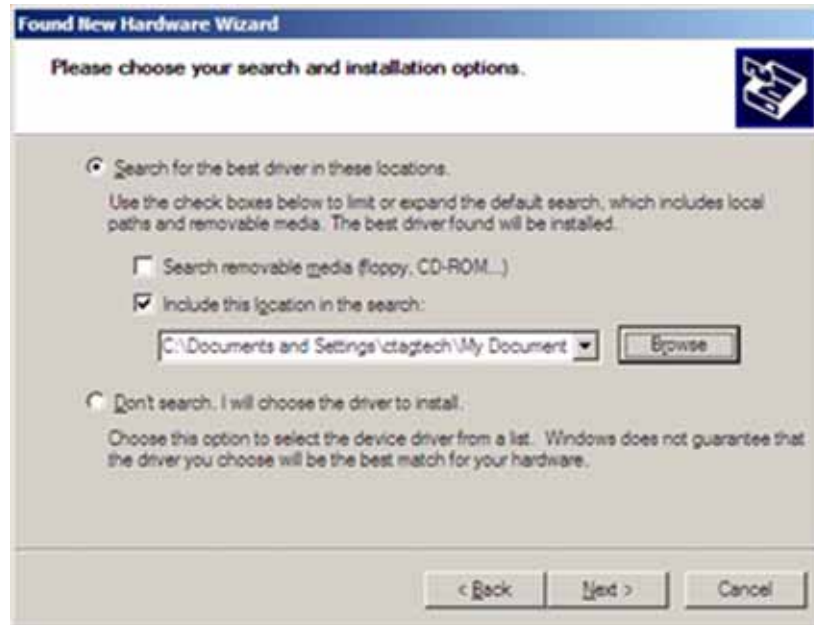 Found New Hardware Wizard
Please choose your search and installation options.
Search for the best driver in these locations.
Use the check boxes below to limit or expand the default search, which includes local
paths and removable media. The best driver found will be installed.
Search removable media (floppy, CD-ROM...)
Include this location in the search:
C:\Documents and Settings\ctagtech\My Document
Browse
Don't search. I will choose the driver to install.
Choose this option to select the device driver from a list. Windows does not guarantee that
the driver you choose will be the best match for your hardware.
< Back
Next >
Cancel